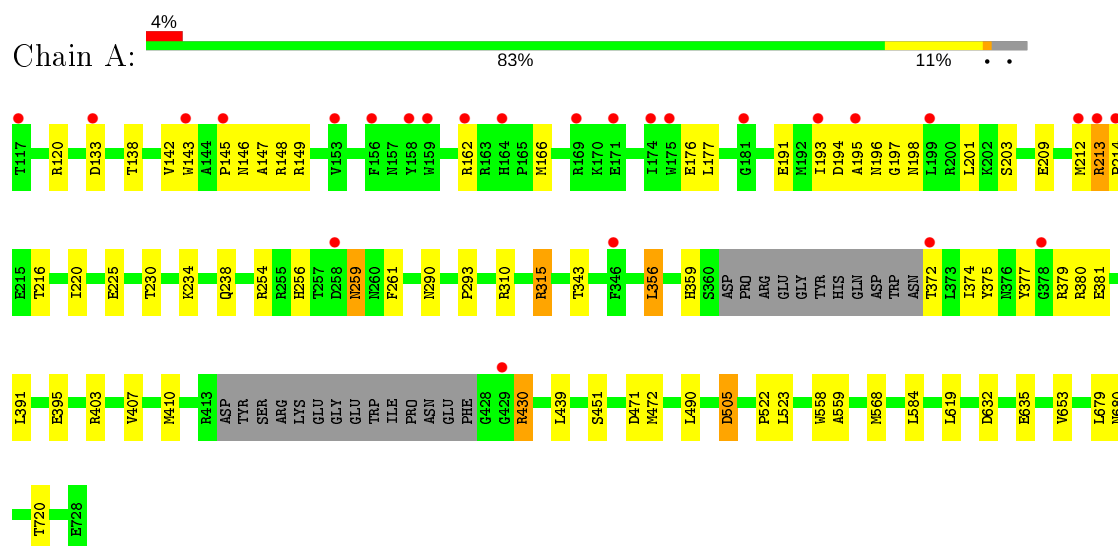 4%
Chain A:
83% 11% • •
T117 R120 D133 T138 V142 W143 A144 P145 N146 A147 R148 R149 V153 F156 N157 Y158 W159 R162 R163 H164 P165 M166 R169 K170 E171 I174 W175 E176 L177 G181 E191 M192 I193 D194 A195 N196 G197 N198 L199 R200 L201 K202 S203 E209 M212 R213 P214
E215 T216 I220 E225 T230 K234 Q238 R254 R255 H256 T257 D258 N259 N260 F261 N290 P293 R310 R315 T343 F346 L356 H359 S360 ASP PRO ARG GLU GLY TYR HIS GLN ASP TRP ASN T372 L373 I374 Y375 N376 Y377 G378 R379 R380 E381
L391 E395 R403 V407 M410 R413 ASP TYR SER ARG LYS GLU GLY GLU TRP ILE PRO ASN GLU PHE G428 G429 R430 L439 S451 D471 M472 L490 D505 P522 L523 W558 A559 M568 L584 L619 D632 E635 V653 L679
T720 E728